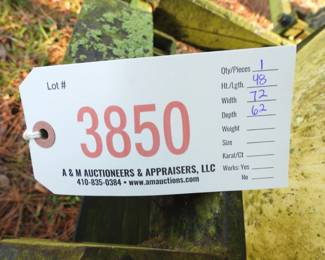 Lot #
3850
A & M AUCTIONEERS & APPRAISERS, LLC
410-835-0384 • www.amauctions.com
Qty/Pieces 1
Ht./Lgth. 48
Width 72
Depth 62
Weight
Size
Karat/Ct
Works: Yes
No